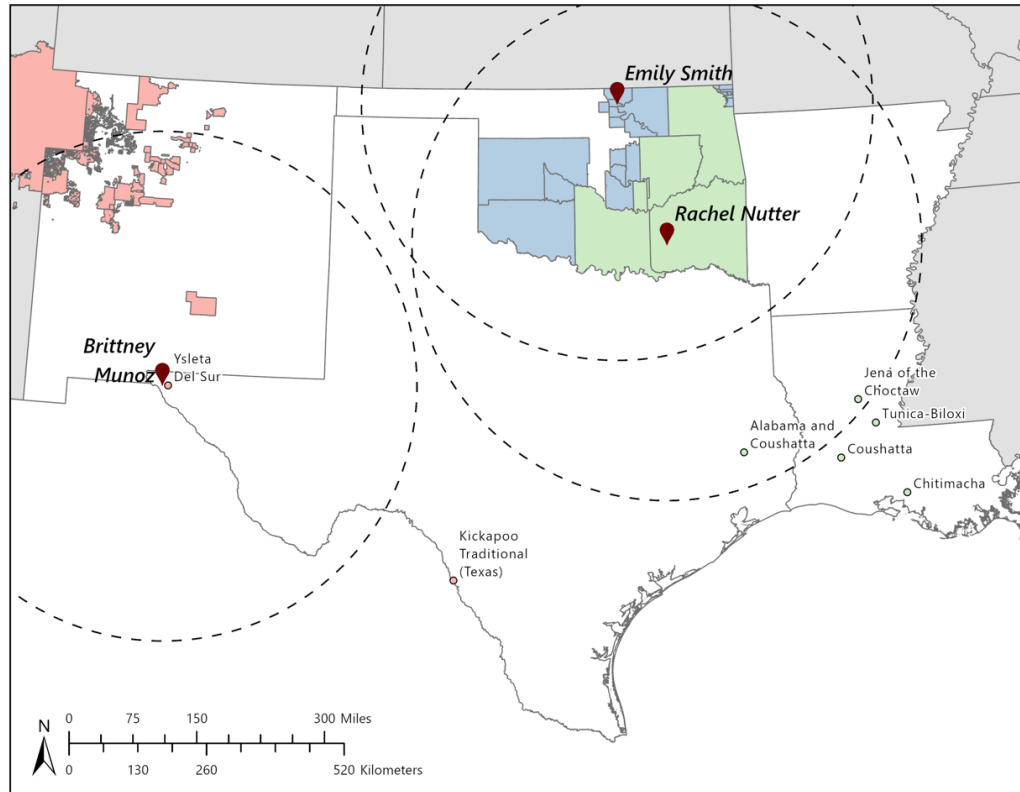 Emily Smith
Rachel Nutter
Brittney
Munoz
Ysleta
Del Sur
Jena of the
Choctaw
Tunica-Biloxi
Alabama and
Coushatta
Coushatta
Chitimacha
Kickapoo
Traditional
(Texas)
N
0 75 150 300 Miles
0 130 260 520 Kilometers